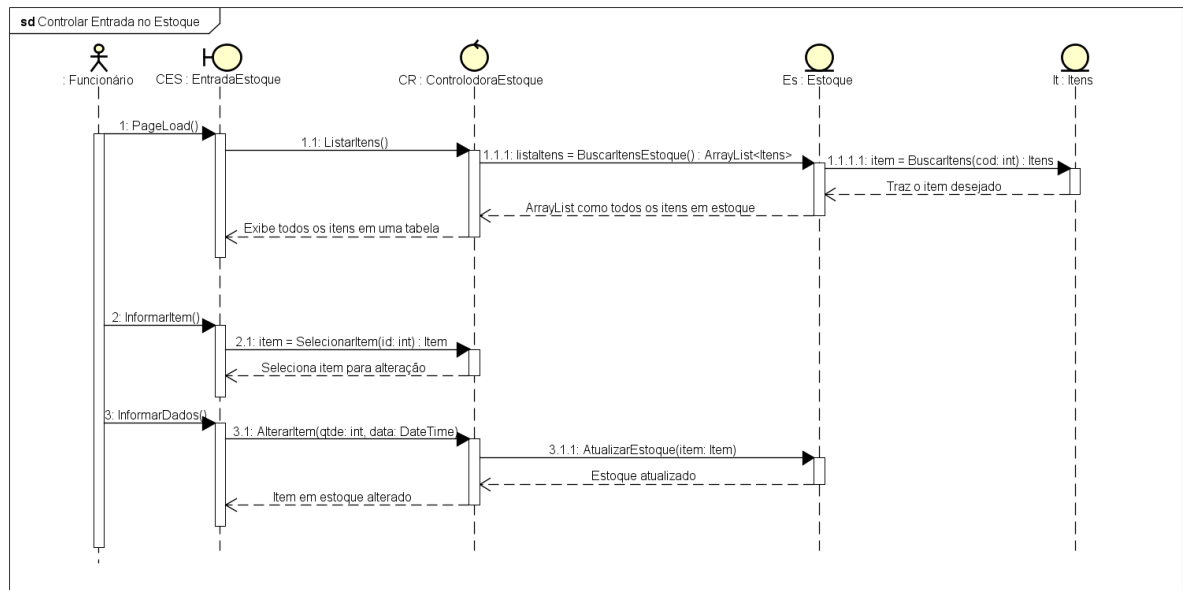 sd Controlar Entrada no Estoque
: Funcionário
CES : EntradaEstoque
CR : ControlodoraEstoque
Es : Estoque
It : Itens
1: PageLoad()
1.1: ListarItens()
1.1.1: listaItens = BuscarItensEstoque() : ArrayList<Itens>
1.1.1.1: item = BuscarItens(cod: int) : Itens
Traz o item desejado
ArrayList como todos os itens em estoque
Exibe todos os itens em uma tabela
2: InformarItem()
2.1: item = SelecionarItem(id: int) : Item
Seleciona item para alteração
3: InformarDados()
3.1: AlterarItem(qtde: int, data: DateTime)
3.1.1: AtualizarEstoque(item: Item)
Estoque atualizado
Item em estoque alterado